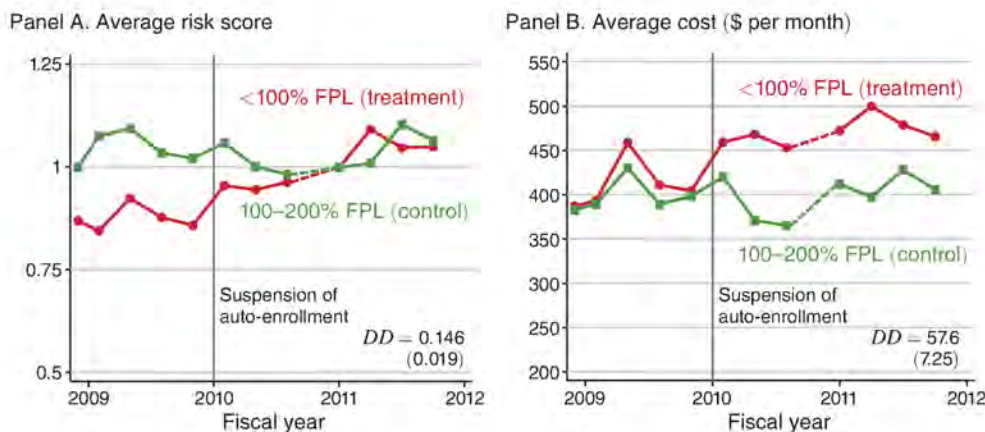 Panel A. Average risk score
1.25
1
0.75
0.5
<100% FPL (treatment)
100–200% FPL (control)
Suspension of
auto-enrollment
DD = 0.146
(0.019)
2009 2010 2011 2012
Fiscal year
Panel B. Average cost ($ per month)
550
500
450
400
350
300
250
200
<100% FPL (treatment)
100–200% FPL (control)
Suspension of
auto-enrollment
DD = 57.6
(7.25)
2009 2010 2011 2012
Fiscal year